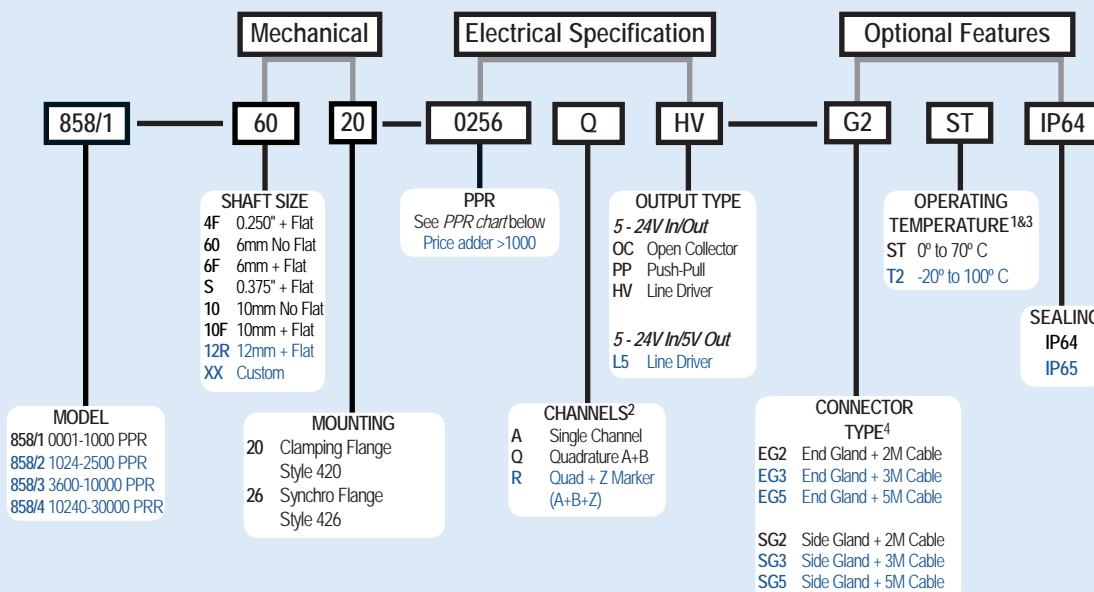 Mechanical
Electrical Specification
Optional Features
858/1
60
20
0256
Q
HV
G2
ST
IP64
SHAFT SIZE
4F 0.250" + Flat
60 6mm No Flat
6F 6mm + Flat
S 0.375" + Flat
10 10mm No Flat
10F 10mm + Flat
12R 12mm + Flat
XX Custom
PPR
See PPR chart below
Price adder >1000
OUTPUT TYPE
5 - 24V In/Out
OC Open Collector
PP Push-Pull
HV Line Driver
5 - 24V In/5V Out
L5 Line Driver
OPERATING
TEMPERATURE 1&3
ST 0º to 70º C
T2 -20º to 100º C
SEALING
IP64
IP65
MODEL
858/1 0001-1000 PPR
858/2 1024-2500 PPR
858/3 3600-10000 PPR
858/4 10240-30000 PRR
MOUNTING
20 Clamping Flange
Style 420
26 Synchro Flange
Style 426
CHANNELS2
A Single Channel
Q Quadrature A+B
R Quad + Z Marker
(A+B+Z)
CONNECTOR
TYPE4
EG2 End Gland + 2M Cable
EG3 End Gland + 3M Cable
EG5 End Gland + 5M Cable
SG2 Side Gland + 2M Cable
SG3 Side Gland + 3M Cable
SG5 Side Gland + 5M Cable